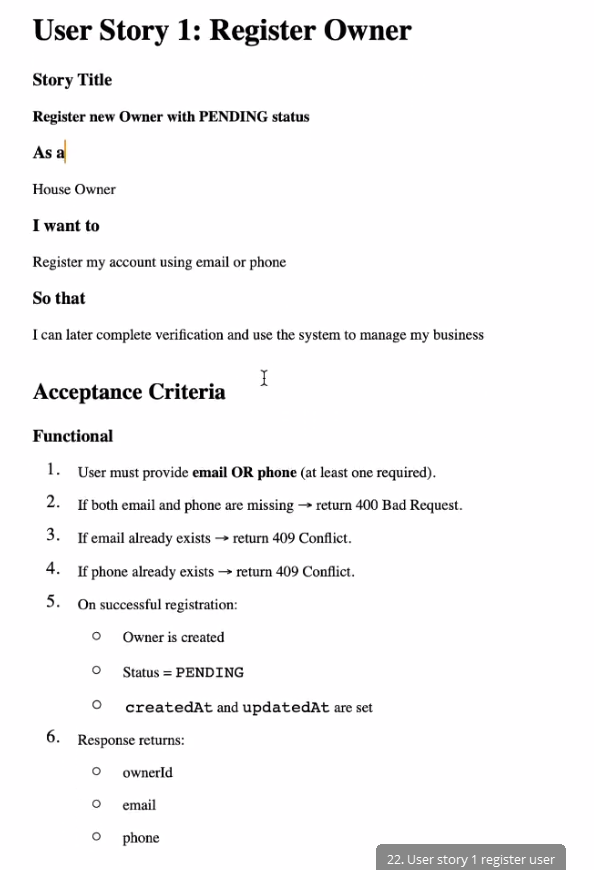 User Story 1: Register Owner
Story Title
Register new Owner with PENDING status
As a
House Owner
I want to
Register my account using email or phone
So that
I can later complete verification and use the system to manage my business
Acceptance Criteria
Functional
1. User must provide email OR phone (at least one required).
2. If both email and phone are missing → return 400 Bad Request.
3. If email already exists → return 409 Conflict.
4. If phone already exists → return 409 Conflict.
5. On successful registration:
○ Owner is created
○ Status = PENDING
○ createdAt and updatedAt are set
6. Response returns:
○ ownerId
○ email
○ phone
22. User story 1 register user